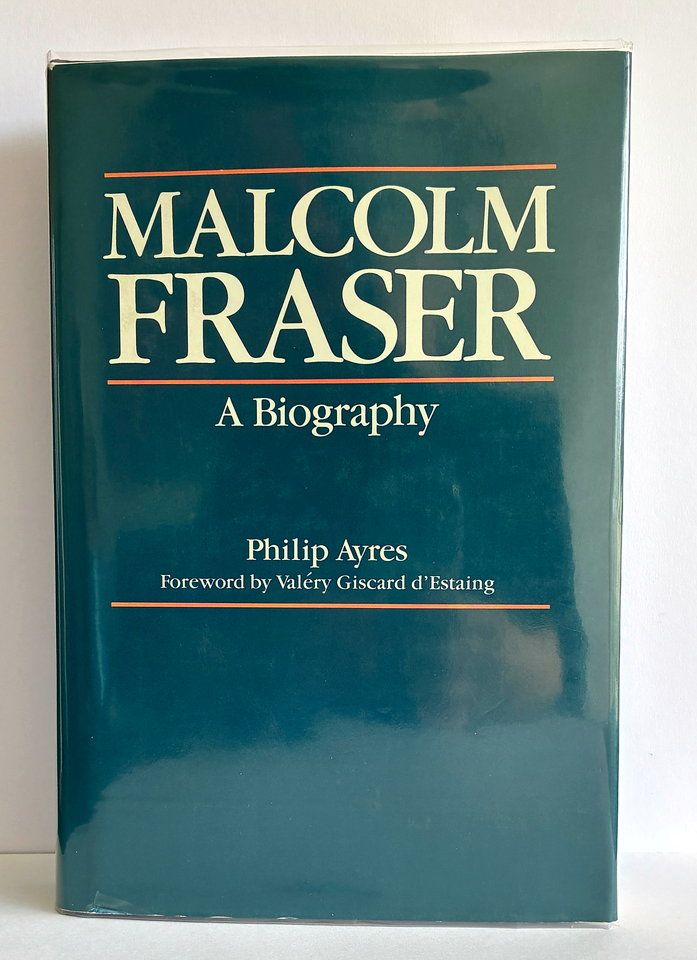 MALCOLM
FRASER
A Biography
Philip Ayres
Foreword by Valéry Giscard d'Estaing